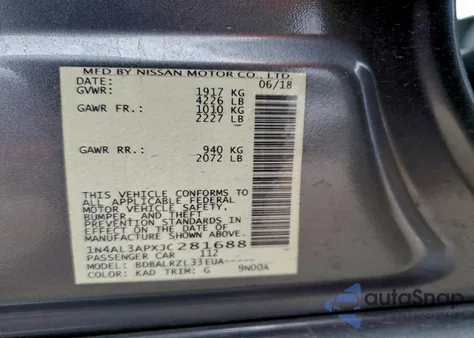 MFD BY NISSAN MOTOR CO., LTD
06/18
GVWR: 1917 KG
4226 LB
GAWR FR.: 1010 KG
2227 LB
GAWR RR.: 940 KG
2072 LB
THIS VEHICLE CONFORMS TO
ALL APPLICABLE FEDERAL
MOTOR VEHICLE SAFETY,
BUMPER, AND THEFT
PREVENTION STANDARDS IN
EFFECT ON THE DATE OF
MANUFACTURE SHOWN ABOVE.
1N4AL3APXJC281688
PASSENGER CAR 112
MODEL: BDBALRZL33EUA-----
COLOR: KAD TRIM: G 9N00A
autoSnap